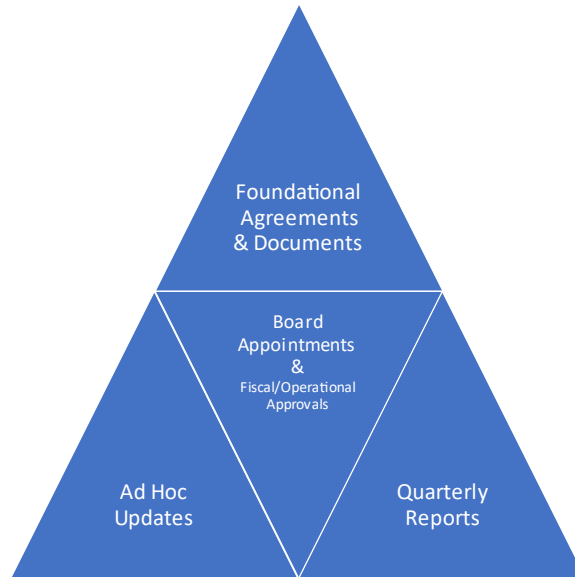 Foundational
Agreements
& Documents
Board
Appointments
&
Fiscal/Operational
Approvals
Ad Hoc
Updates
Quarterly
Reports